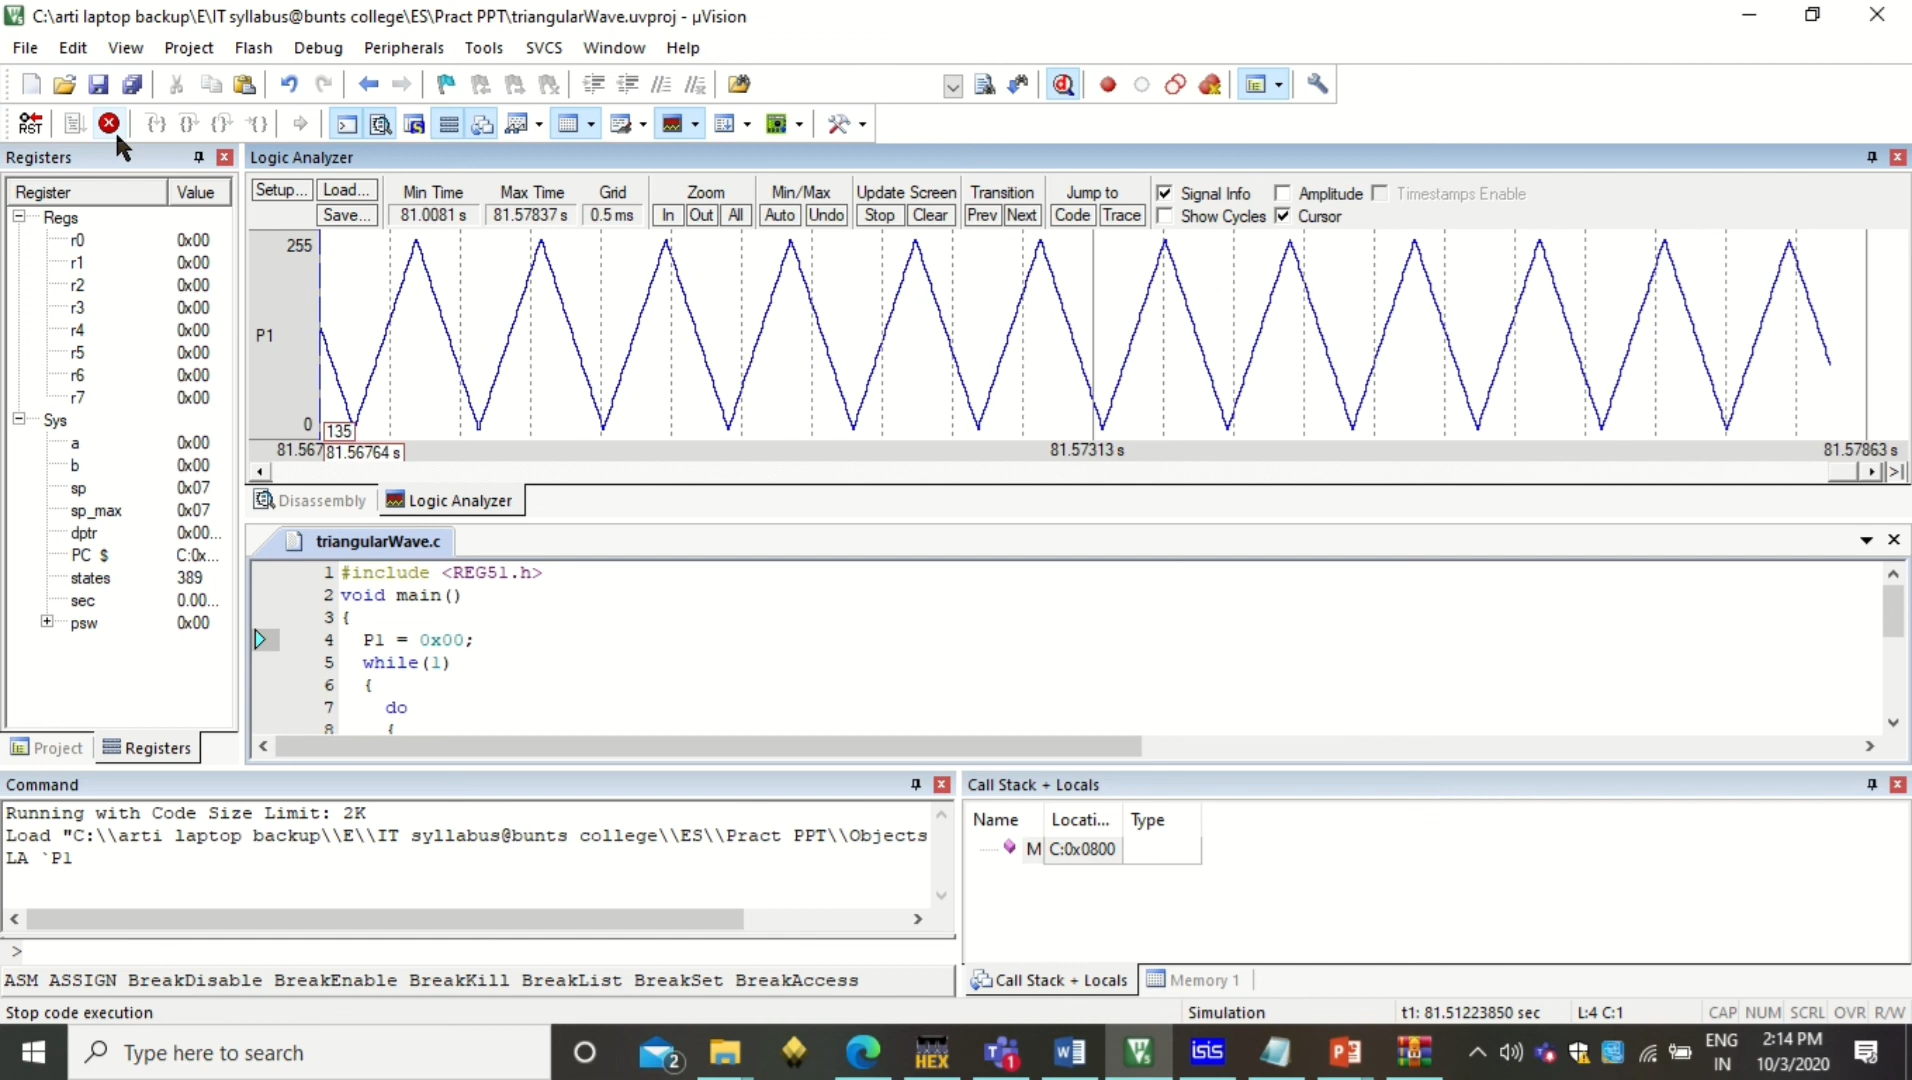 C:\arti laptop backup\E\IT syllabus@bunts college\ES\Pract PPT\triangularWave.uvproj - µVision
File Edit View Project Flash Debug Peripherals Tools SVCS Window Help
RST
Registers
Logic Analyzer
Register Value
Regs
r0 0x00
r1 0x00
r2 0x00
r3 0x00
r4 0x00
r5 0x00
r6 0x00
r7 0x00
Sys
a 0x00
b 0x00
sp 0x07
sp_max 0x07
dptr 0x00...
PC $ C:0x...
states 389
sec 0.00...
psw 0x00
Project Registers
Setup... Load... Min Time Max Time Grid Zoom Min/Max Update Screen Transition Jump to Signal Info Amplitude Timestamps Enable
Save... 81.0081 s 81.57837 s 0.5 ms In Out All Auto Undo Stop Clear Prev Next Code Trace Show Cycles Cursor
255
P1
0
135
81.567 81.56764 s 81.57313 s 81.57863 s
Disassembly Logic Analyzer
triangularWave.c
1 #include <REG51.h>
2 void main()
3 {
4 P1 = 0x00;
5 while(1)
6 {
7 do
8 {
Command
Running with Code Size Limit: 2K
Load "C:\\arti laptop backup\\E\\IT syllabus@bunts college\\ES\\Pract PPT\\Objects
LA `P1
>
ASM ASSIGN BreakDisable BreakEnable BreakKill BreakList BreakSet BreakAccess
Call Stack + Locals
Name Locati... Type
M C:0x0800
Call Stack + Locals Memory 1
Stop code execution Simulation t1: 81.51223850 sec L:4 C:1 CAP NUM SCRL OVR R/W
Type here to search
2
HEX
1
isis
ENG
IN
2:14 PM
10/3/2020